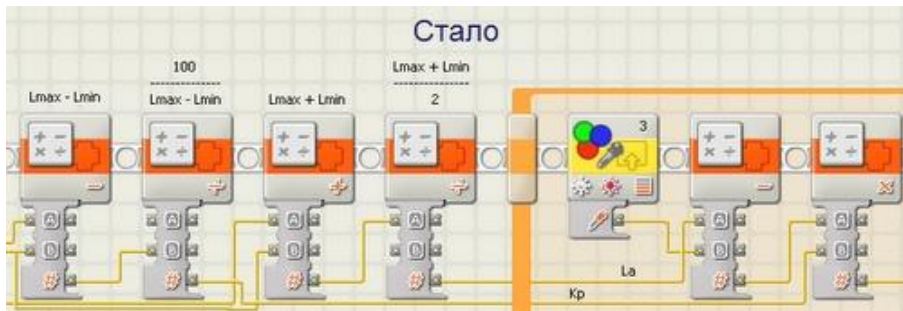 Стало
100
Lmax + Lmin
Lmax - Lmin
Lmax - Lmin
Lmax + Lmin
2
3
A
A
A
A
A
A
B
B
B
B
B
B
#
#
#
#
#
#
La
Kp